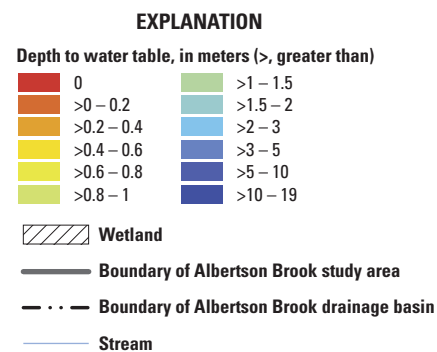 EXPLANATION
Depth to water table, in meters (>, greater than)
0
>0 – 0.2
>0.2 – 0.4
>0.4 – 0.6
>0.6 – 0.8
>0.8 – 1
>1 – 1.5
>1.5 – 2
>2 – 3
>3 – 5
>5 – 10
>10 – 19
Wetland
Boundary of Albertson Brook study area
Boundary of Albertson Brook drainage basin
Stream